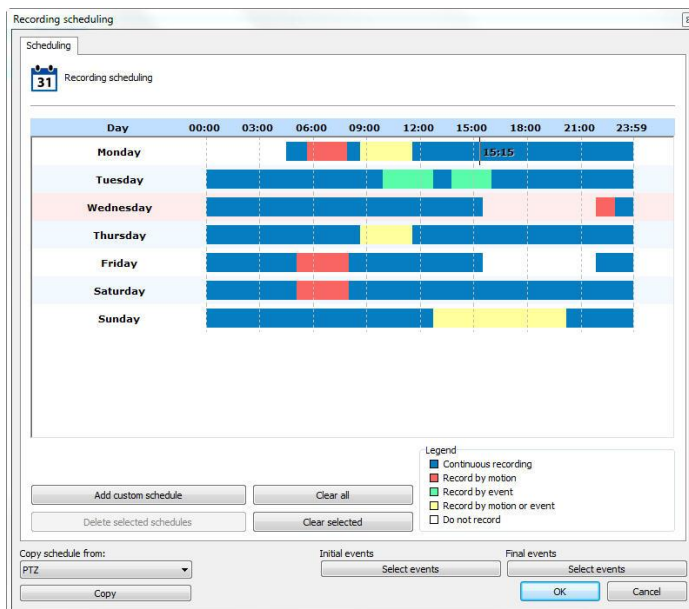 Recording scheduling
Scheduling
31 Recording scheduling
Day 00:00 03:00 06:00 09:00 12:00 15:00 18:00 21:00 23:59
Monday 15:15
Tuesday
Wednesday
Thursday
Friday
Saturday
Sunday
Legend
Continuous recording
Record by motion
Record by event
Record by motion or event
Do not record
Add custom schedule Clear all
Delete selected schedules Clear selected
Copy schedule from: Initial events Final events
PTZ Select events Select events
Copy OK Cancel